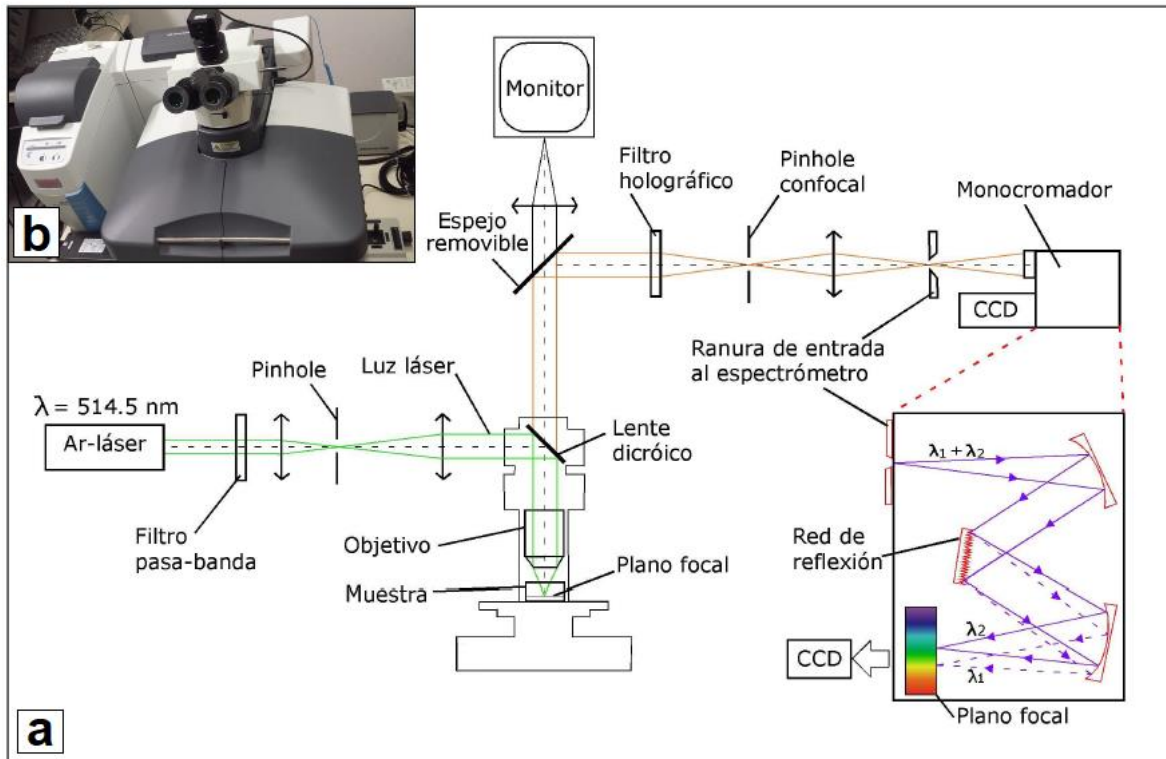 b
Monitor
Filtro
holográfico
Pinhole
confocal
Monocromador
Espejo
removible
CCD
Ranura de entrada
al espectrómetro
Pinhole
Luz láser
λ = 514.5 nm
Ar-láser
Lente
dicróico
Filtro
pasa-banda
Objetivo
Plano focal
Muestra
λ1 + λ2
Red de
reflexión
λ2
λ1
CCD
Plano focal
a